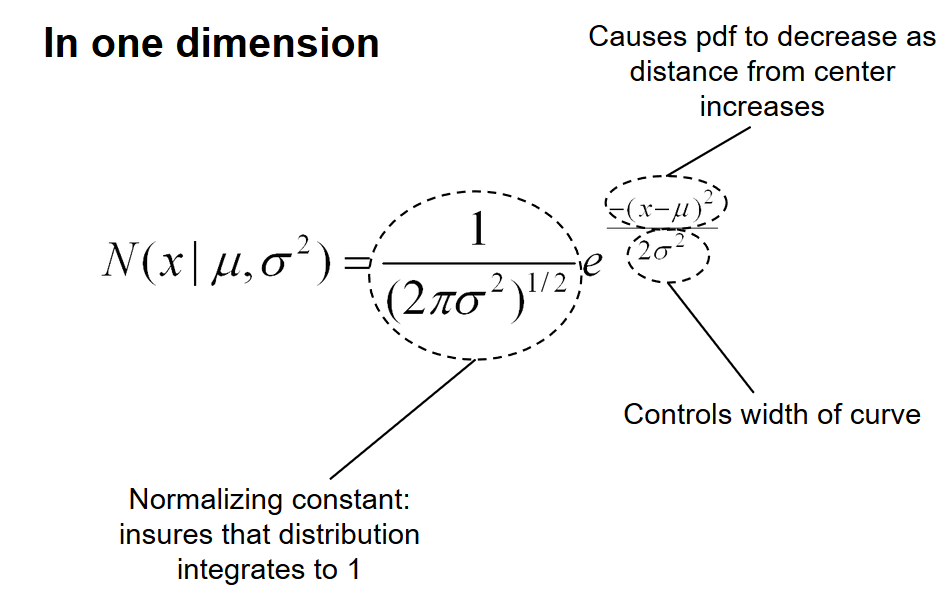 In one dimension
Causes pdf to decrease as
distance from center
increases
N(x| μ,σ²) = 1/(2πσ²)^{1/2} e^{-(x-μ)²/2σ²}
Controls width of curve
Normalizing constant:
insures that distribution
integrates to 1